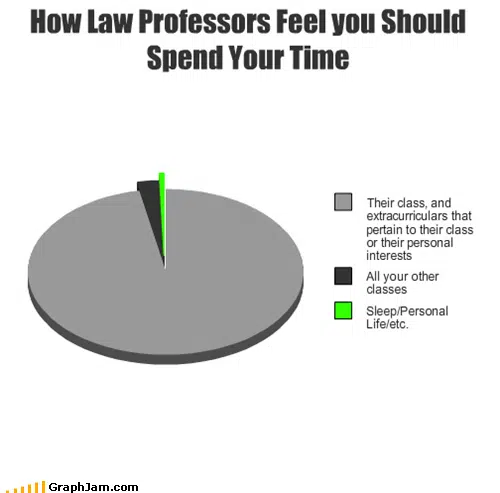 How Law Professors Feel you Should
Spend Your Time
Their class, and
extracurriculars that
pertain to their class
or their personal
interests
All your other
classes
Sleep/Personal
Life/etc.
GraphJam.com